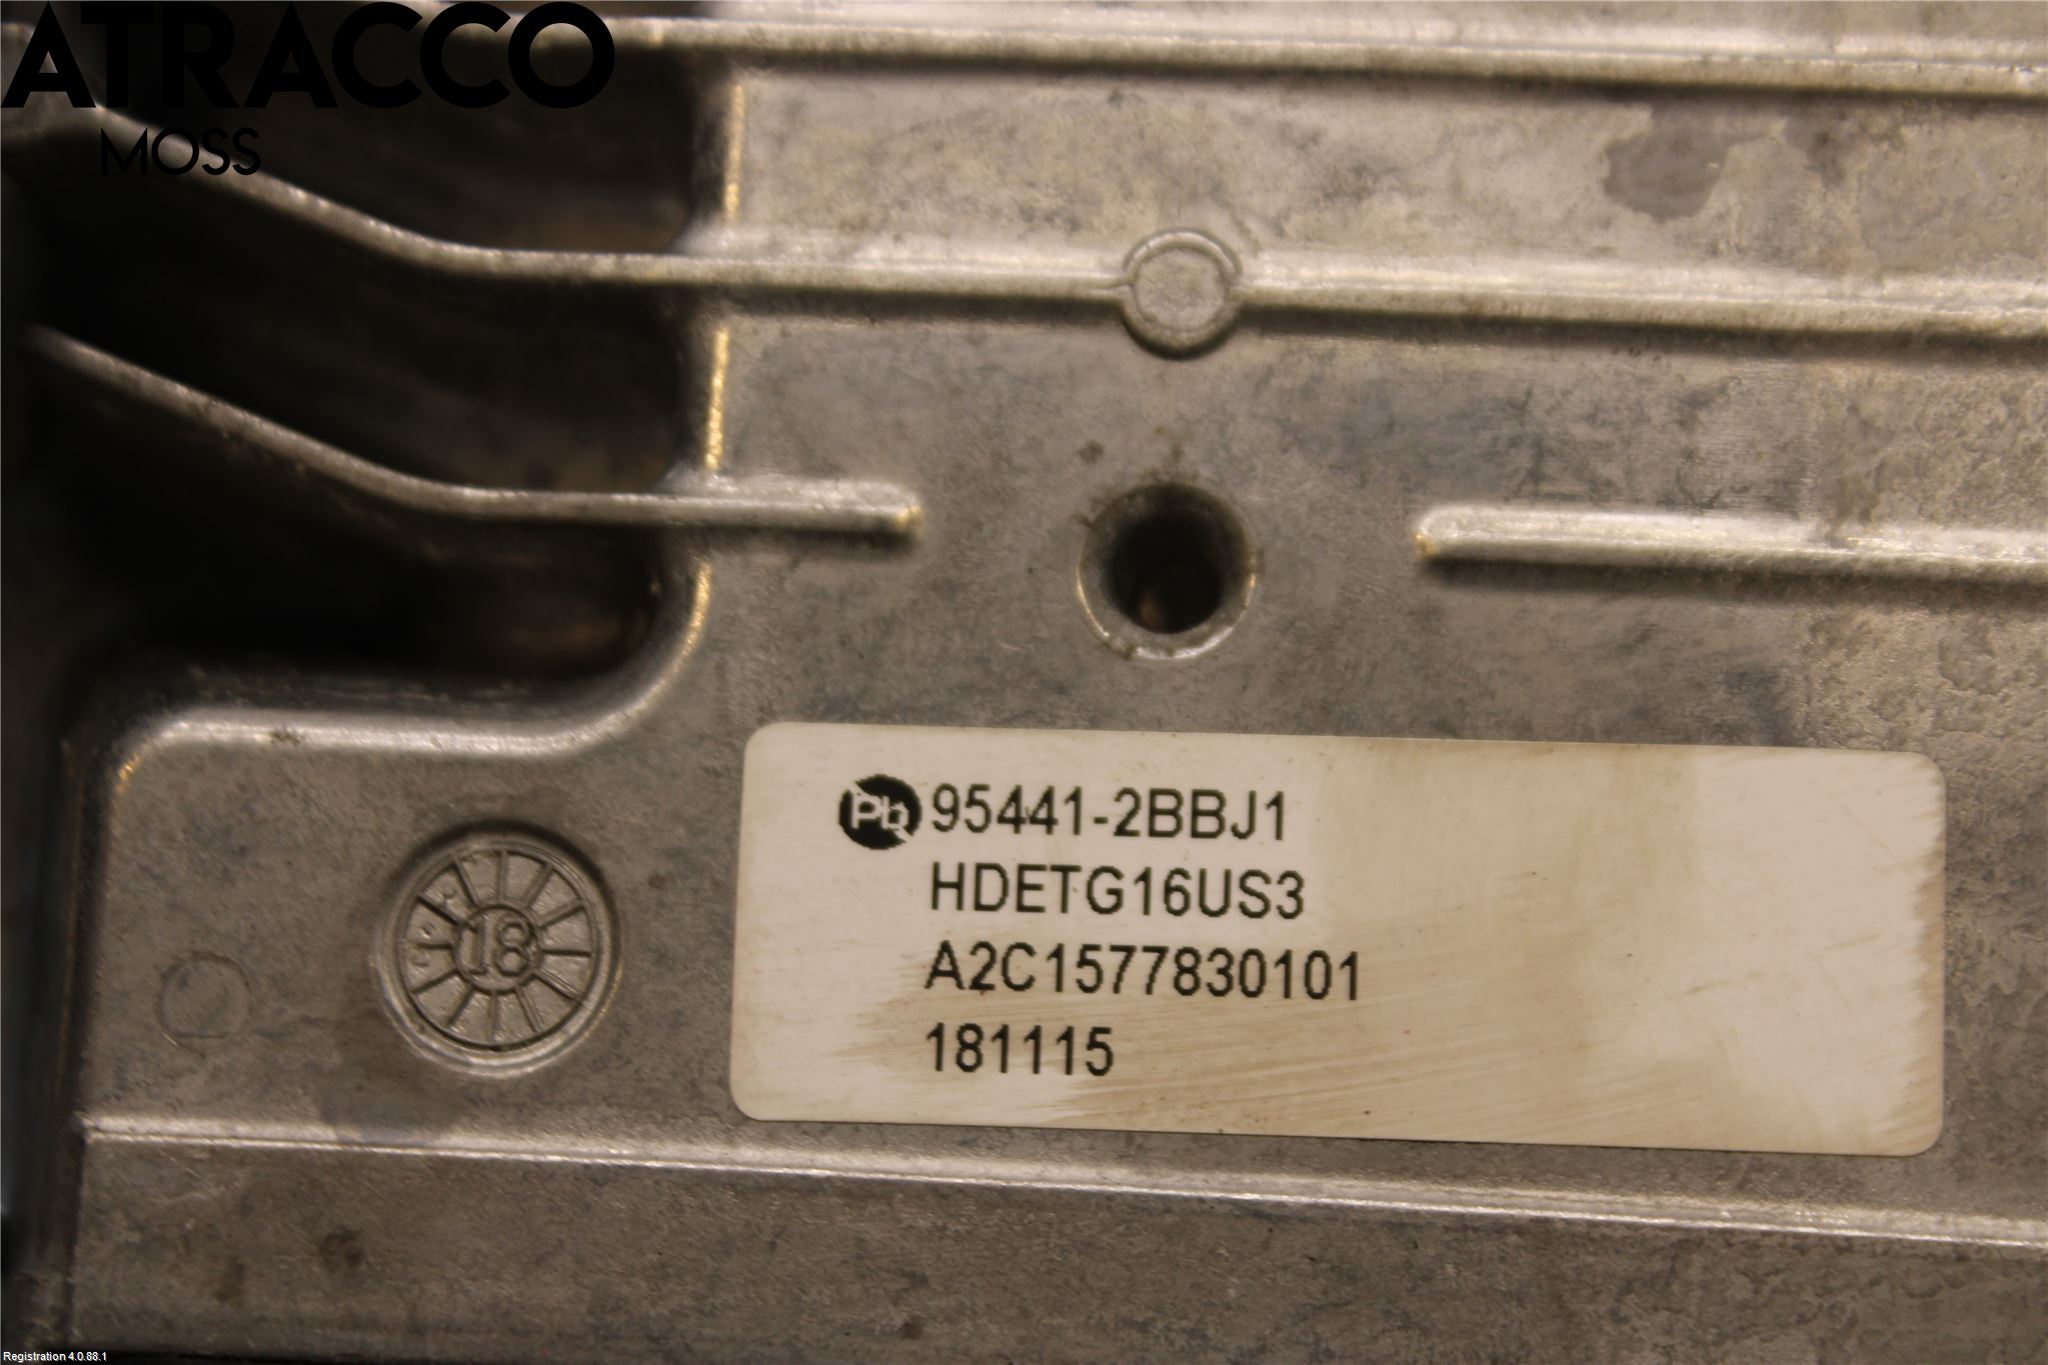 ATRACCO
MOSS
Pb 95441-2BBJ1
HDETG16US3
A2C1577830101
181115
18
Registration 4.0.88.1